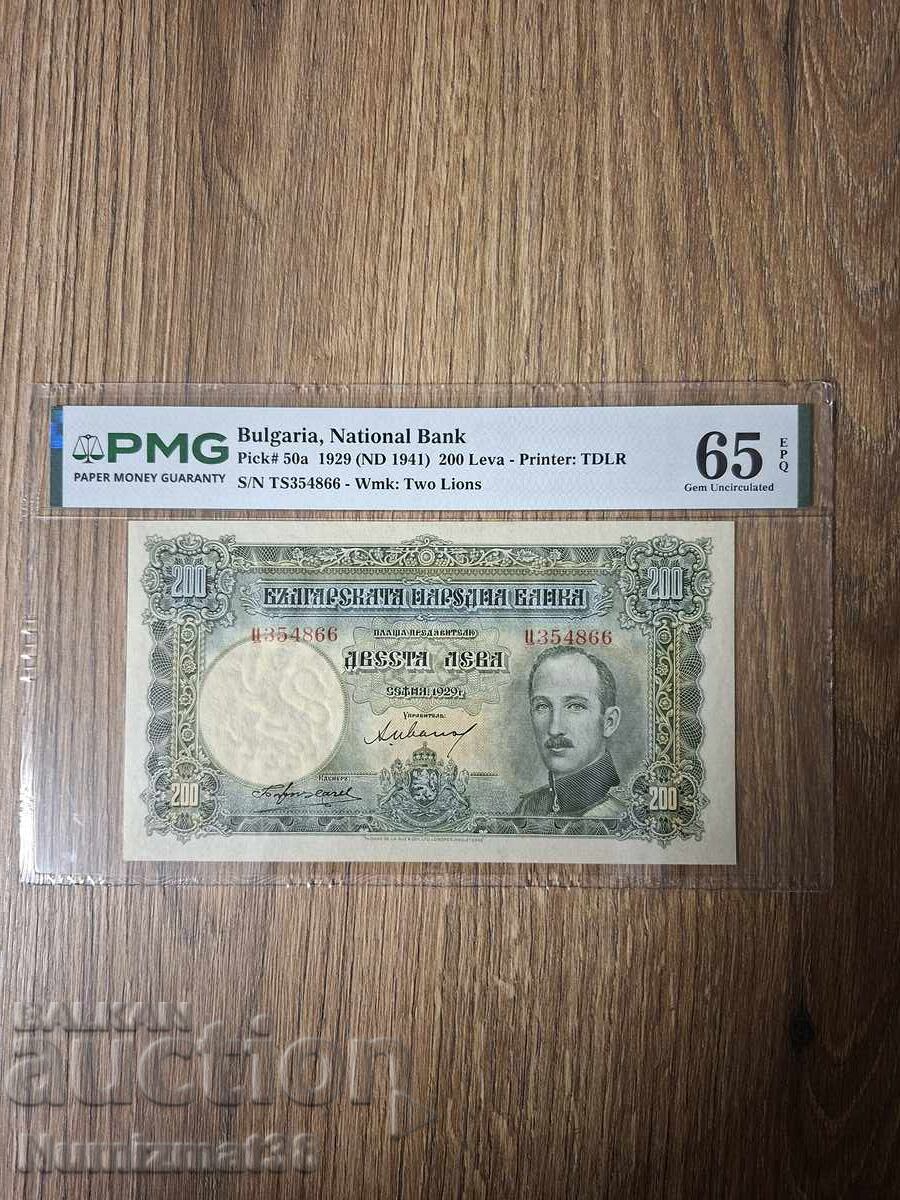 PMG
PAPER MONEY GUARANTY
Bulgaria, National Bank
Pick# 50a 1929 (ND 1941) 200 Leva - Printer: TDLR
S/N TS354866 - Wmk: Two Lions
65 EPQ
Gem Uncirculated
200 200
БЪЛГАРСКАТА НАРОДНА БАНКА
Ц354866 Ц354866
ПЛАЩА ПРЕДЯВИТЕЛЮ
ДВЕСТА ЛЕВА
СОФИЯ, 1929 г.
УПРАВИТЕЛЬ:
КАСИЕРЪ:
200 200
BALKAN
auction
Numizmat38